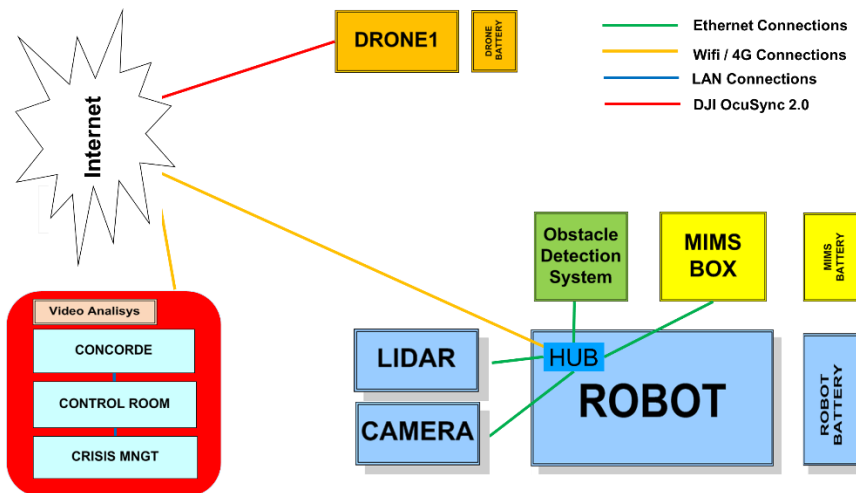 DRONE1
DRONE
BATTERY
Ethernet Connections
Wifi / 4G Connections
LAN Connections
DJI OcuSync 2.0
Internet
Obstacle
Detection
System
MIMS
BOX
MIMS
BATTERY
Video Analisys
CONCORDE
CONTROL ROOM
CRISIS MNGT
LIDAR
CAMERA
HUB
ROBOT
ROBOT
BATTERY